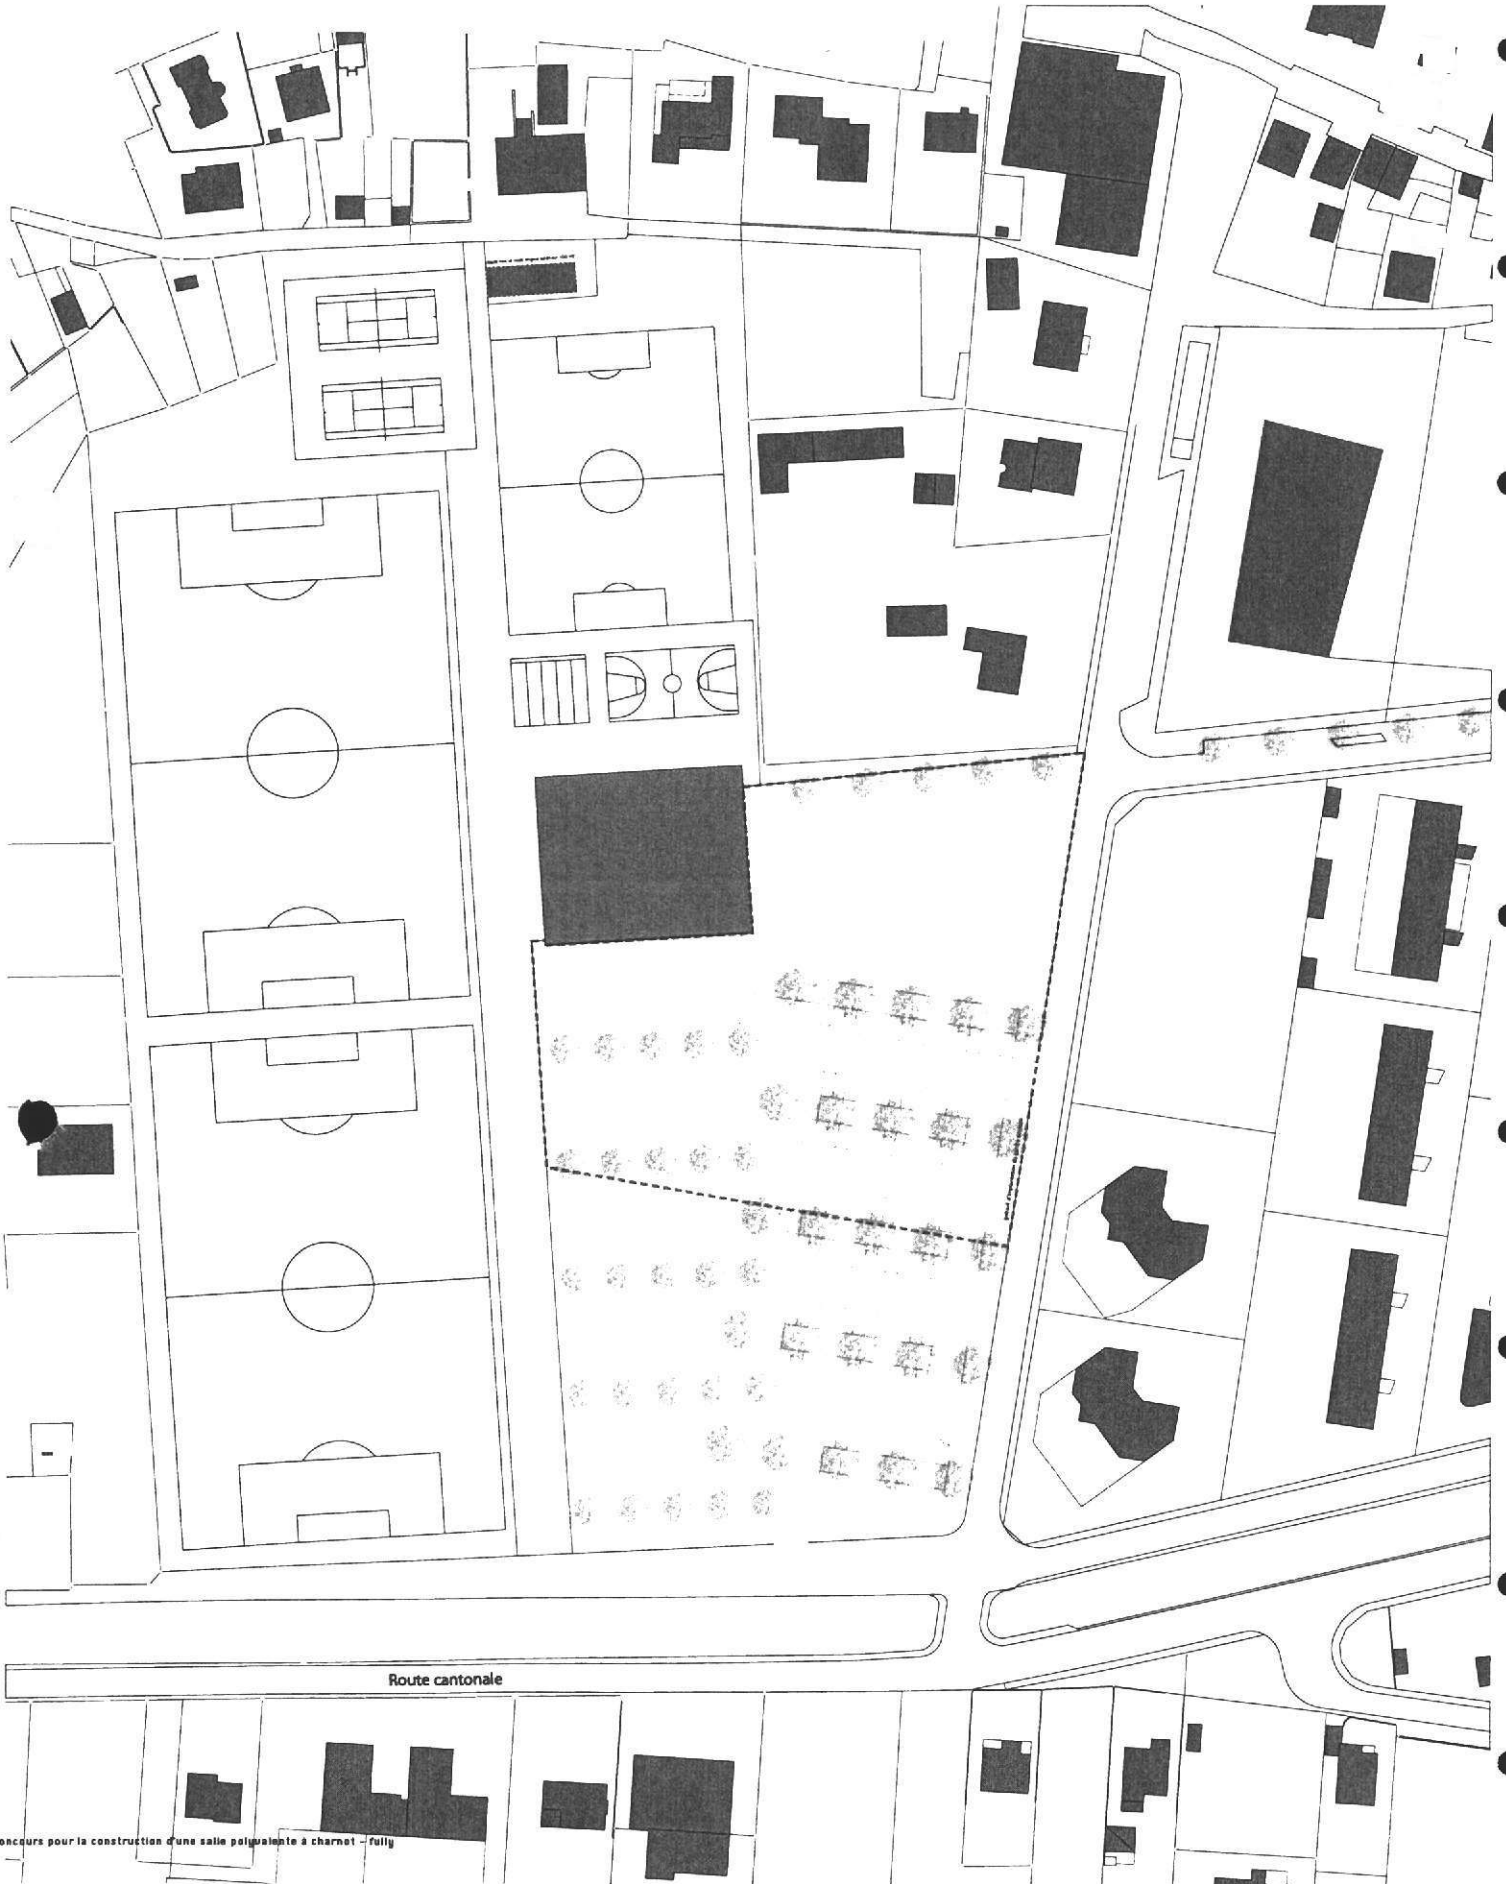 Route cantonale
oncours pour la construction d'une salle polyvalente à charnot - fully